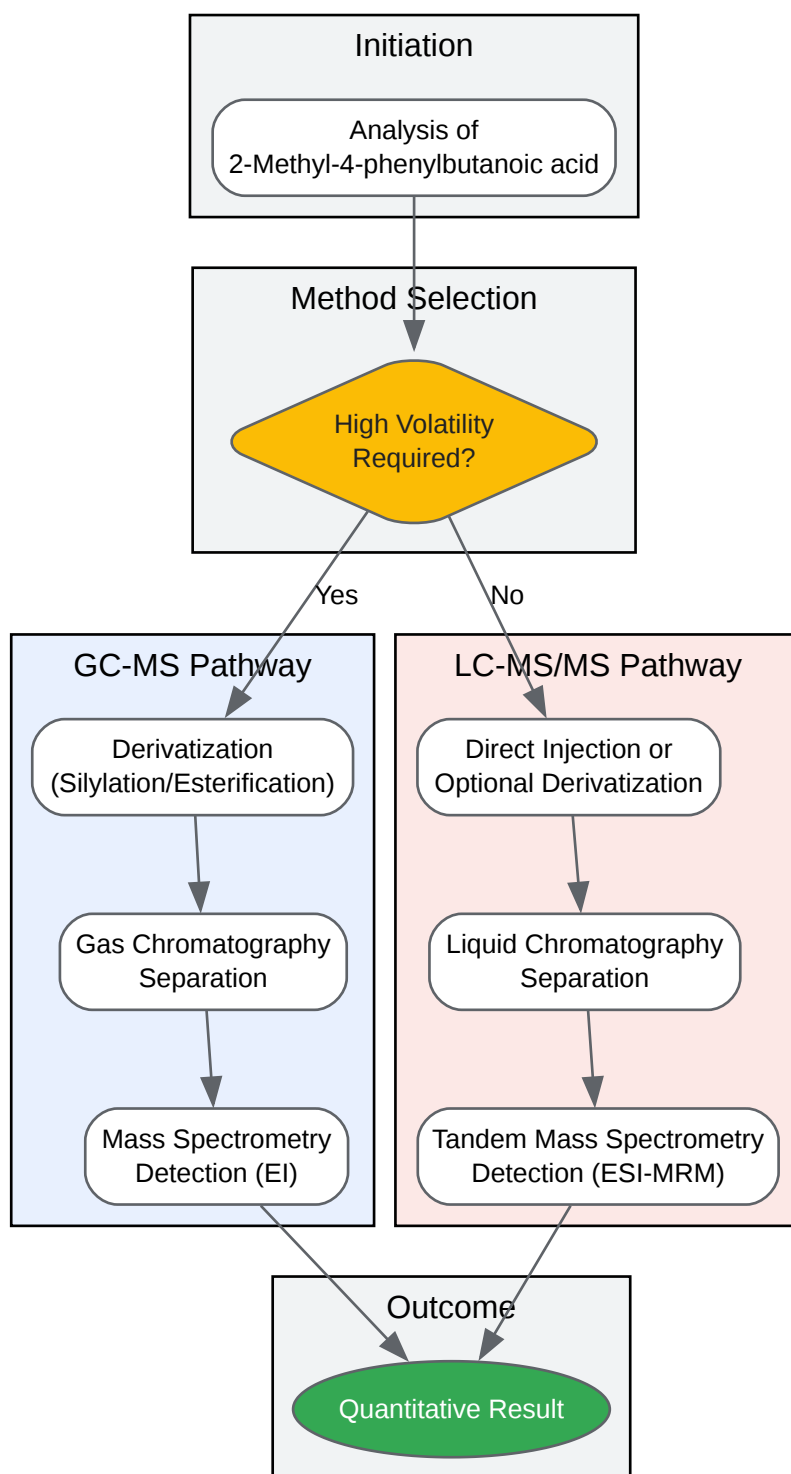 Initiation
Analysis of
2-Methyl-4-phenylbutanoic acid
Method Selection
High Volatility
Required?
Yes
No
GC-MS Pathway
Derivatization
(Silylation/Esterification)
Gas Chromatography
Separation
Mass Spectrometry
Detection (EI)
LC-MS/MS Pathway
Direct Injection or
Optional Derivatization
Liquid Chromatography
Separation
Tandem Mass Spectrometry
Detection (ESI-MRM)
Outcome
Quantitative Result